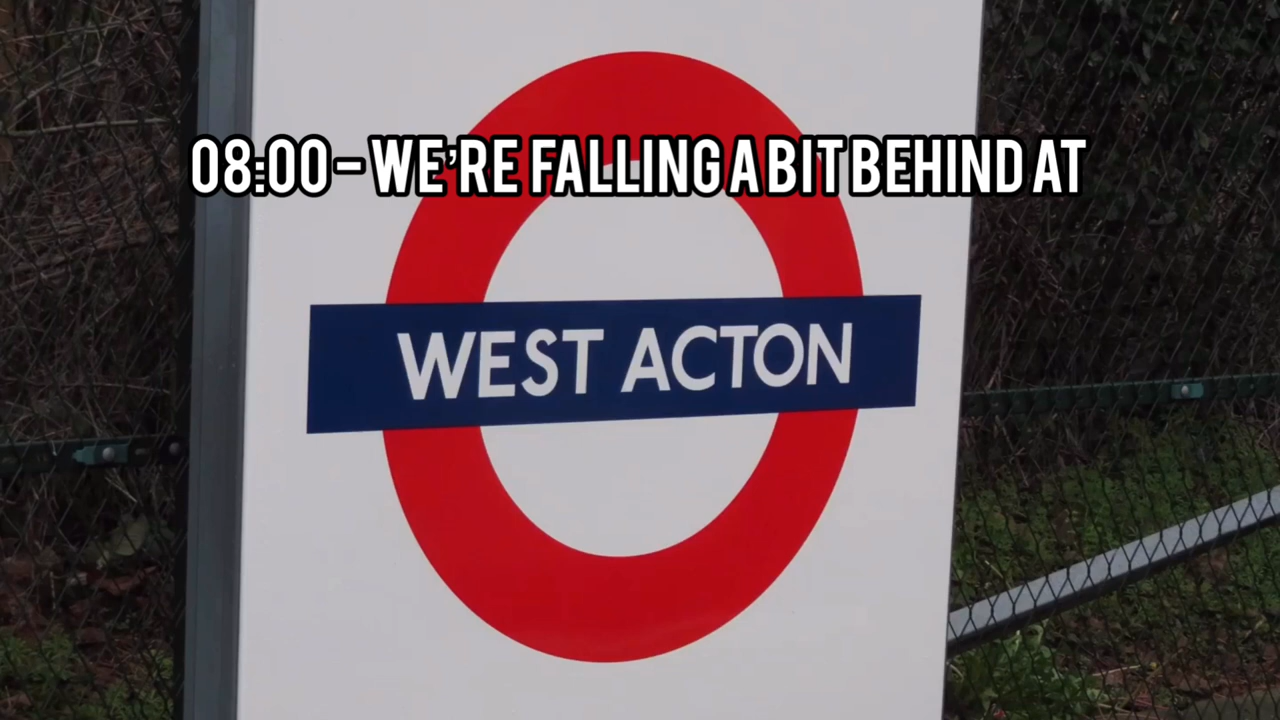 08:00 – WE'RE FALLING A BIT BEHIND AT
WEST ACTON